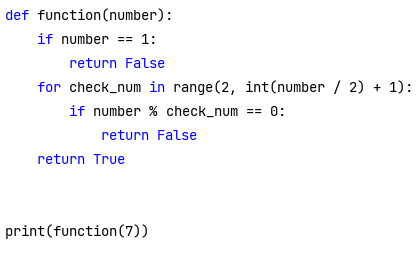 def function(number):
    if number == 1:
        return False
    for check_num in range(2, int(number / 2) + 1):
        if number % check_num == 0:
            return False
    return True
print(function(7))